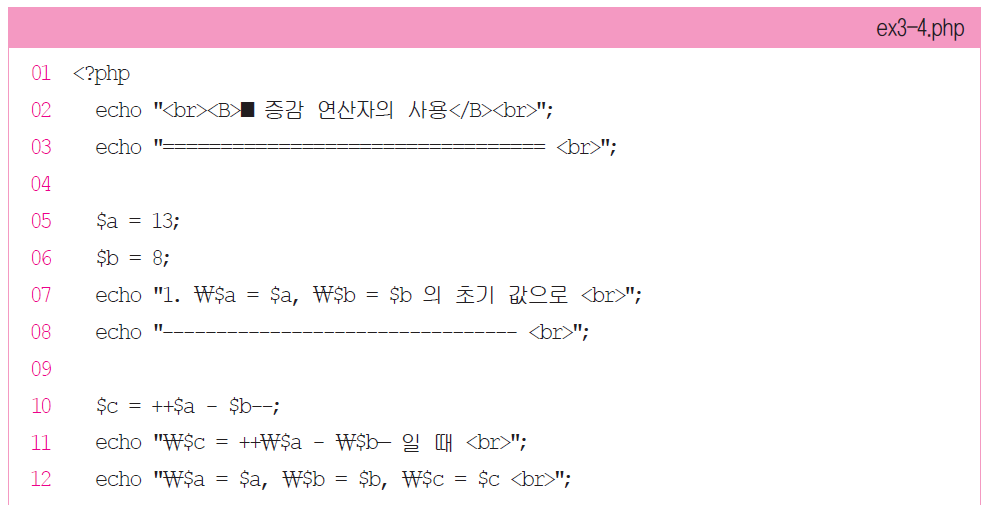 ex3-4.php
01 <?php
02 echo "<br><B>■ 증감 연산자의 사용</B><br>";
03 echo "================================= <br>";
04
05 $a = 13;
06 $b = 8;
07 echo "1. ₩$a = $a, ₩$b = $b 의 초기 값으로 <br>";
08 echo "--------------------------------- <br>";
09
10 $c = ++$a - $b--;
11 echo "₩$c = ++₩$a - ₩$b— 일 때 <br>";
12 echo "₩$a = $a, ₩$b = $b, ₩$c = $c <br>";